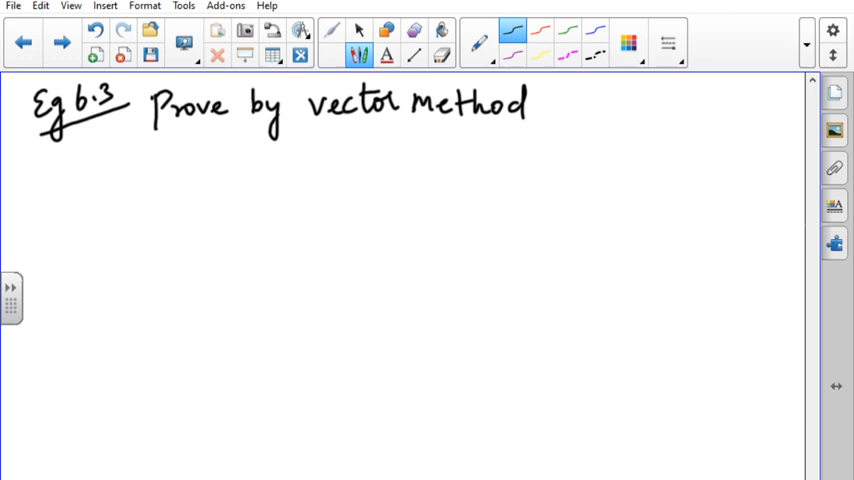 File Edit View Insert Format Tools Add-ons Help
Eg 6.3 Prove by vector method